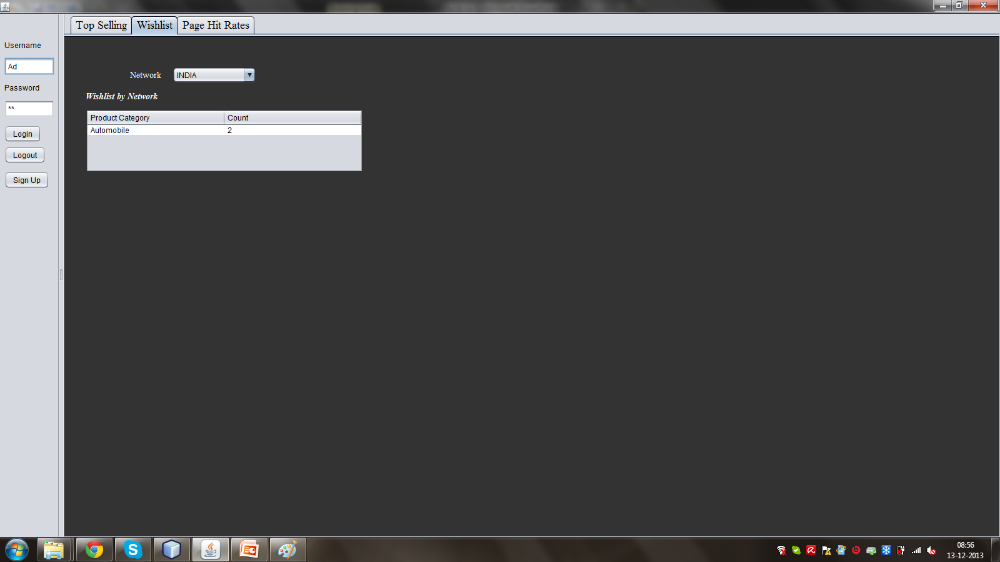 Top Selling Wishlist Page Hit Rates
Username
Ad
Password
**
Login
Logout
Sign Up
Network INDIA
Wishlist by Network
Product Category Count
Automobile 2
08:56
13-12-2013